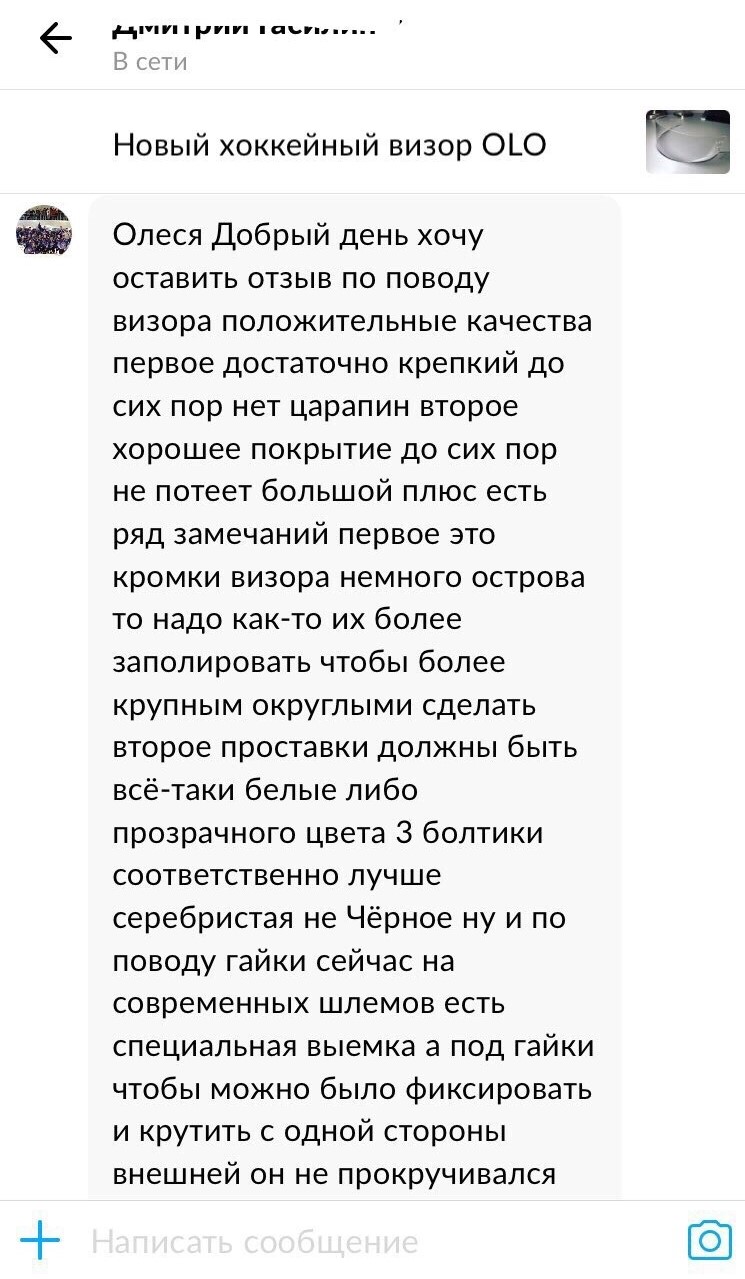 В сети
Новый хоккейный визор OLO
Олеся Добрый день хочу
оставить отзыв по поводу
визора положительные качества
первое достаточно крепкий до
сих пор нет царапин второе
хорошее покрытие до сих пор
не потеет большой плюс есть
ряд замечаний первое это
кромки визора немного острова
то надо как-то их более
заполировать чтобы более
крупным округлыми сделать
второе проставки должны быть
всё-таки белые либо
прозрачного цвета 3 болтики
соответственно лучше
серебристая не Чёрное ну и по
поводу гайки сейчас на
современных шлемов есть
специальная выемка а под гайки
чтобы можно было фиксировать
и крутить с одной стороны
внешней он не прокручивался
Написать сообщение